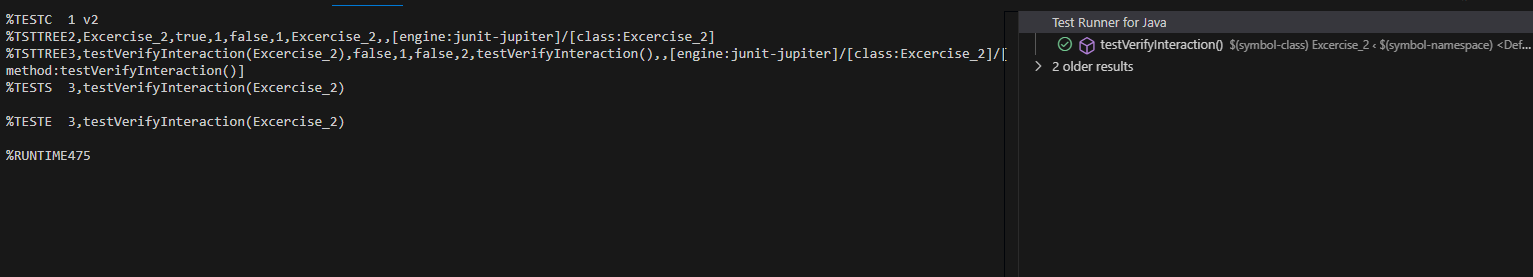 %TESTC  1 v2
%TSTTREE2,Excercise_2,true,1,false,1,Excercise_2,,[engine:junit-jupiter]/[class:Excercise_2]
%TSTTREE3,testVerifyInteraction(Excercise_2),false,1,false,2,testVerifyInteraction(),,[engine:junit-jupiter]/[class:Excercise_2]/[
method:testVerifyInteraction()]
%TESTS  3,testVerifyInteraction(Excercise_2)
%TESTE  3,testVerifyInteraction(Excercise_2)
%RUNTIME475
Test Runner for Java
testVerifyInteraction() $(symbol-class) Excercise_2 ‹ $(symbol-namespace) <Def...
2 older results